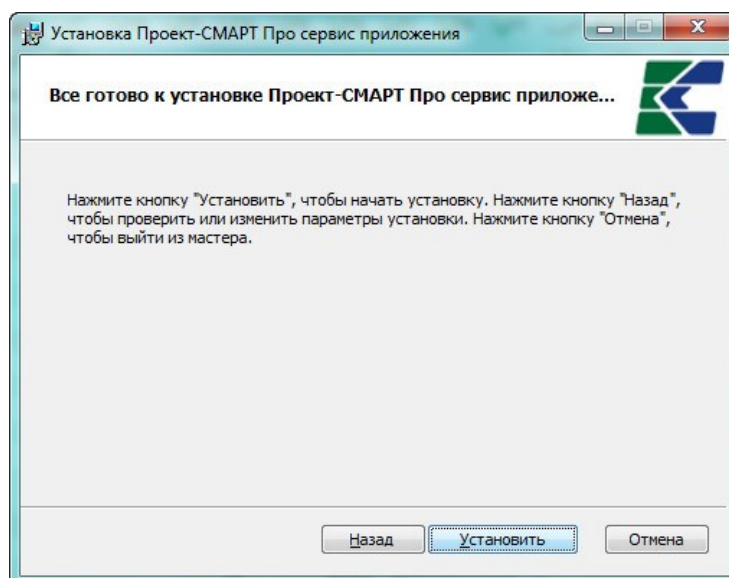 Установка Проект-СМАРТ Про сервис приложения
Все готово к установке Проект-СМАРТ Про сервис приложе...
Нажмите кнопку "Установить", чтобы начать установку. Нажмите кнопку "Назад",
чтобы проверить или изменить параметры установки. Нажмите кнопку "Отмена",
чтобы выйти из мастера.
Назад Установить Отмена